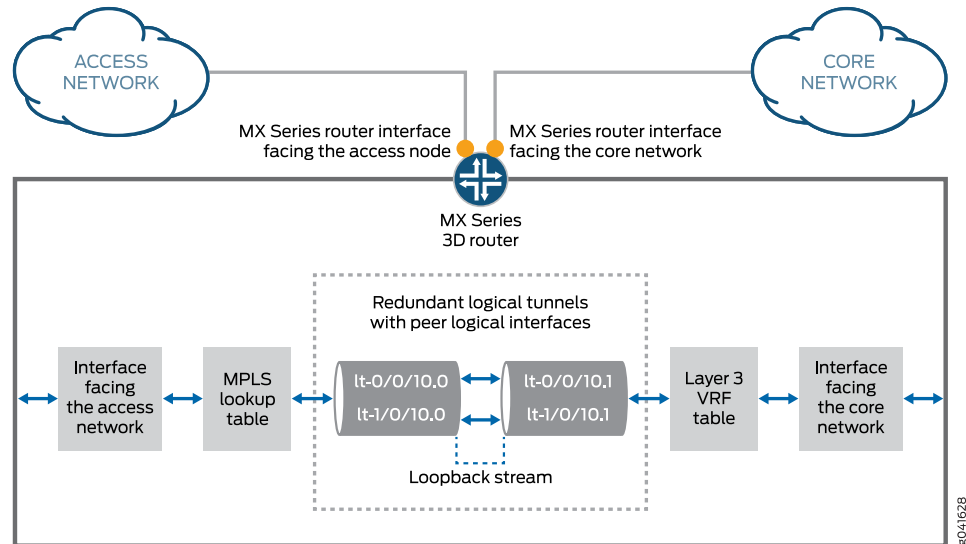 ACCESS
NETWORK
CORE
NETWORK
MX Series router interface
facing the access node
MX Series router interface
facing the core network
MX Series
3D router
Redundant logical tunnels
with peer logical interfaces
Interface
facing
the access
network
MPLS
lookup
table
lt-0/0/10.0
lt-1/0/10.0
lt-0/0/10.1
lt-1/0/10.1
Layer 3
VRF
table
Interface
facing
the core
network
Loopback stream
g041628